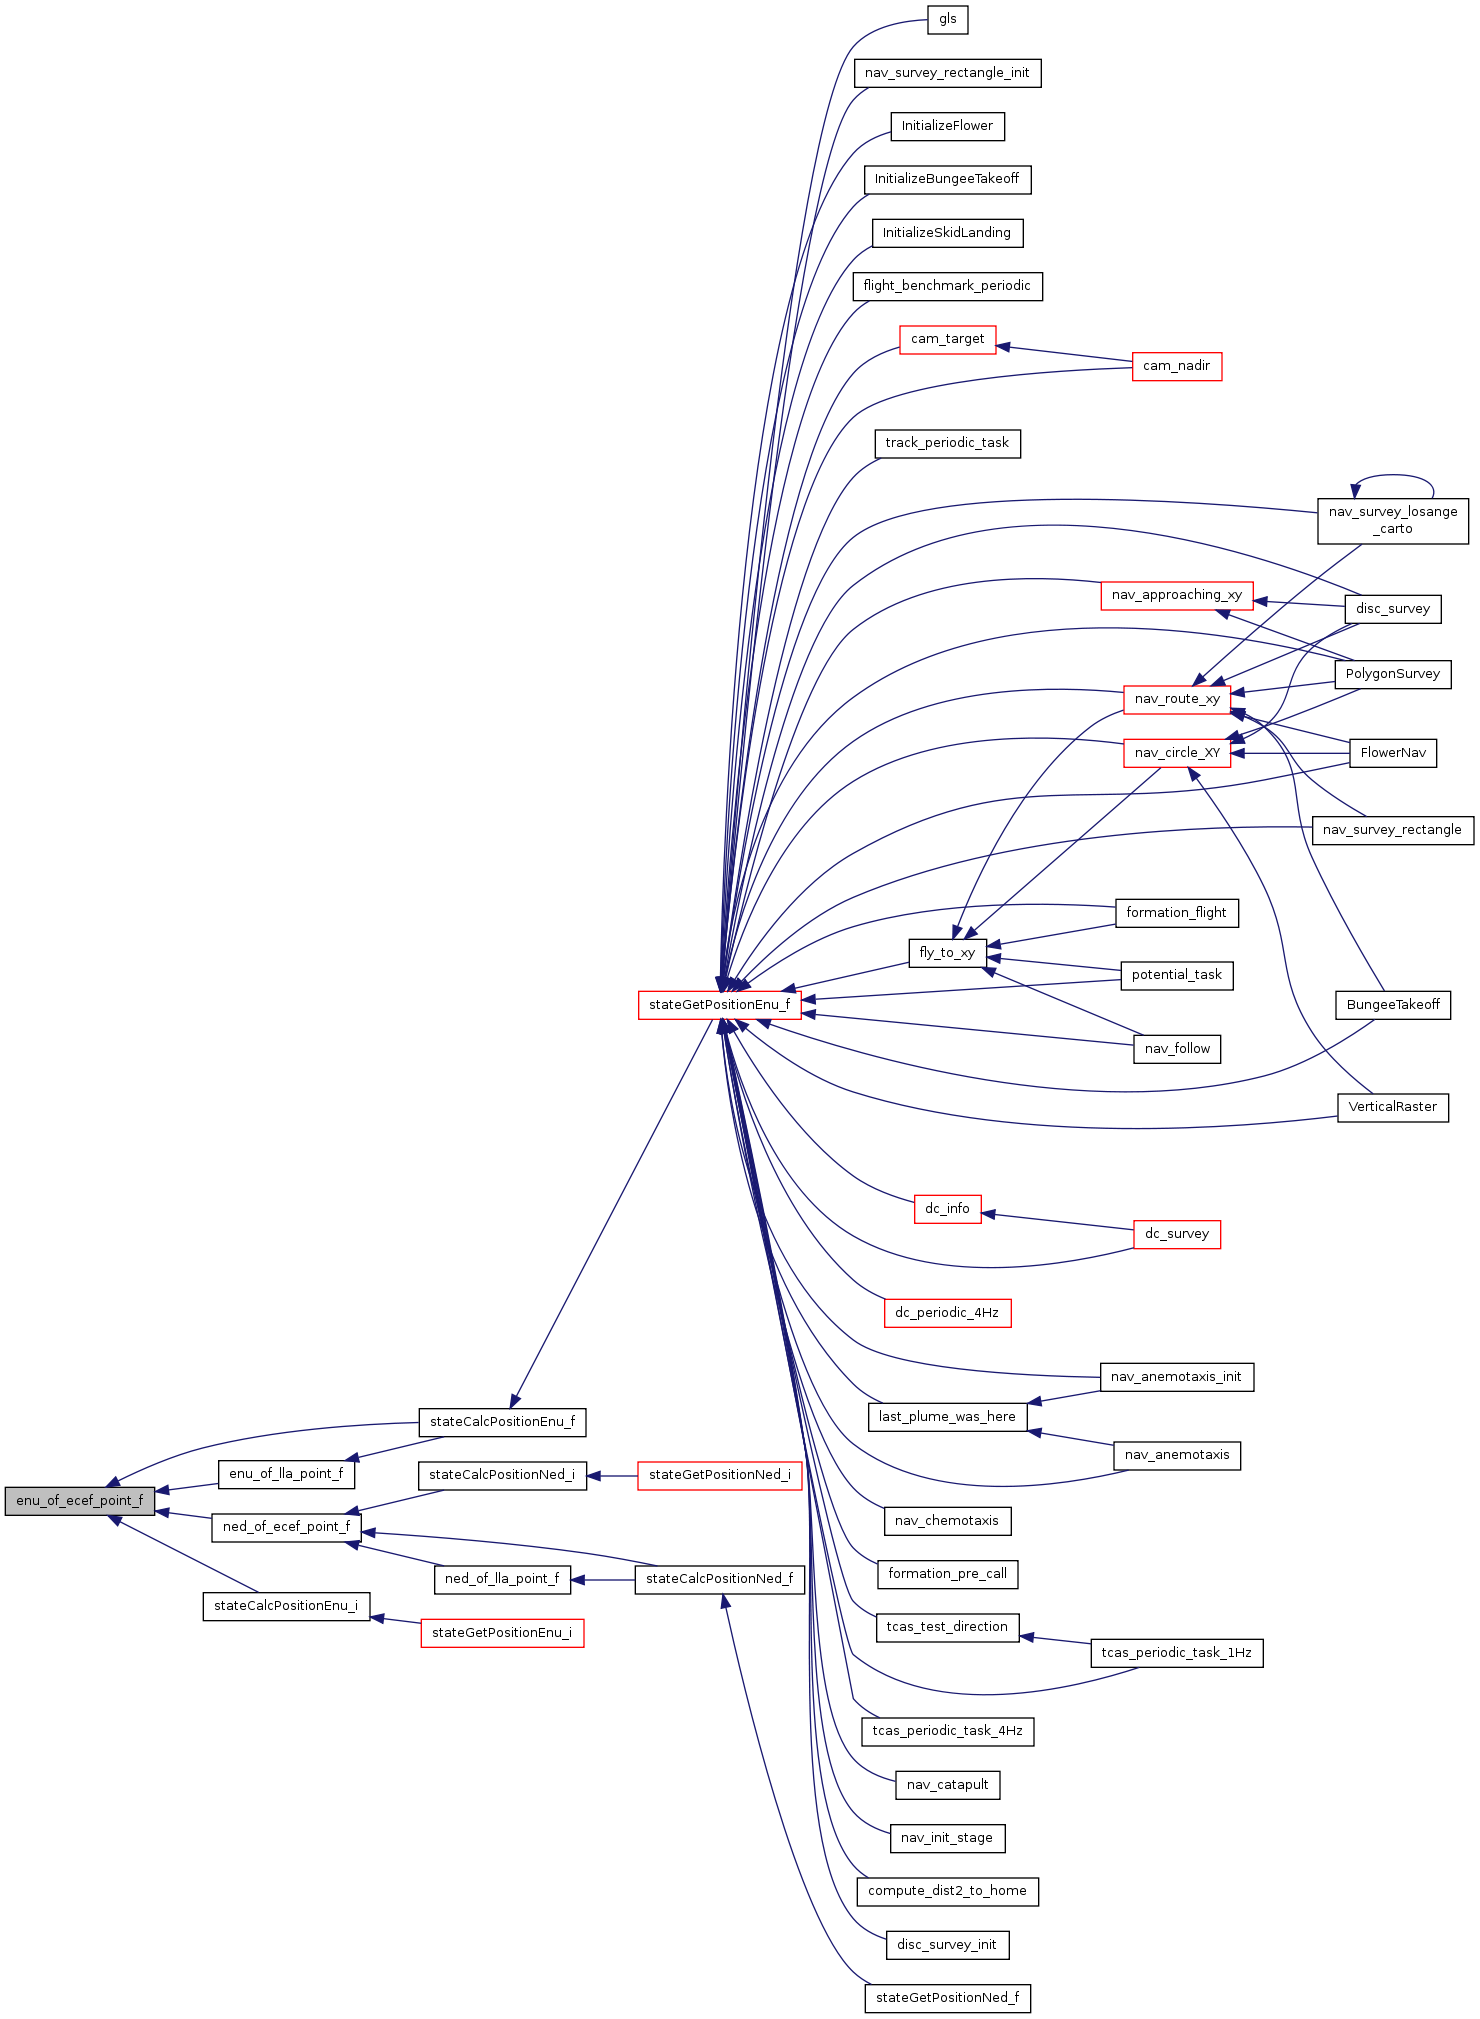 gls
nav_survey_rectangle_init
InitializeFlower
InitializeBungeeTakeoff
InitializeSkidLanding
flight_benchmark_periodic
cam_target
cam_nadir
track_periodic_task
nav_survey_losange
_carto
nav_approaching_xy
disc_survey
PolygonSurvey
nav_route_xy
nav_circle_XY
FlowerNav
nav_survey_rectangle
formation_flight
fly_to_xy
potential_task
stateGetPositionEnu_f
BungeeTakeoff
nav_follow
VerticalRaster
dc_info
dc_survey
dc_periodic_4Hz
nav_anemotaxis_init
last_plume_was_here
stateCalcPositionEnu_f
nav_anemotaxis
enu_of_lla_point_f
stateCalcPositionNed_i
stateGetPositionNed_i
enu_of_ecef_point_f
nav_chemotaxis
ned_of_ecef_point_f
formation_pre_call
ned_of_lla_point_f
stateCalcPositionNed_f
stateCalcPositionEnu_i
stateGetPositionEnu_i
tcas_test_direction
tcas_periodic_task_1Hz
tcas_periodic_task_4Hz
nav_catapult
nav_init_stage
compute_dist2_to_home
disc_survey_init
stateGetPositionNed_f